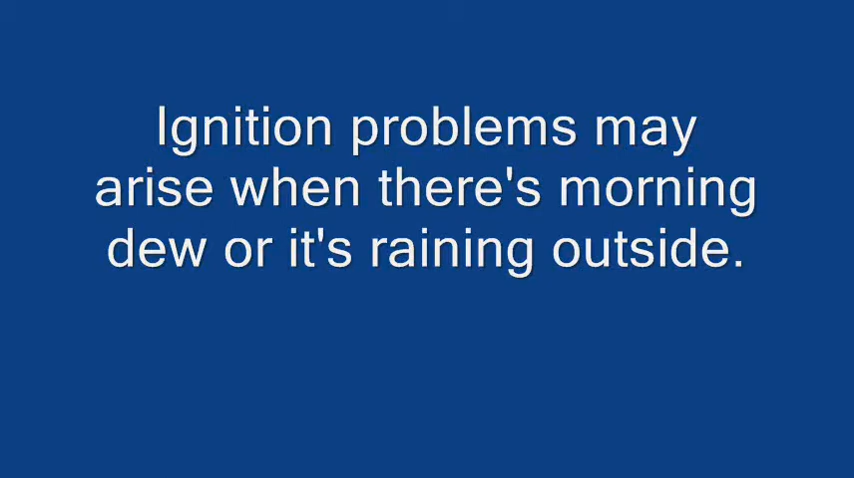 Ignition problems may
arise when there's morning
dew or it's raining outside.